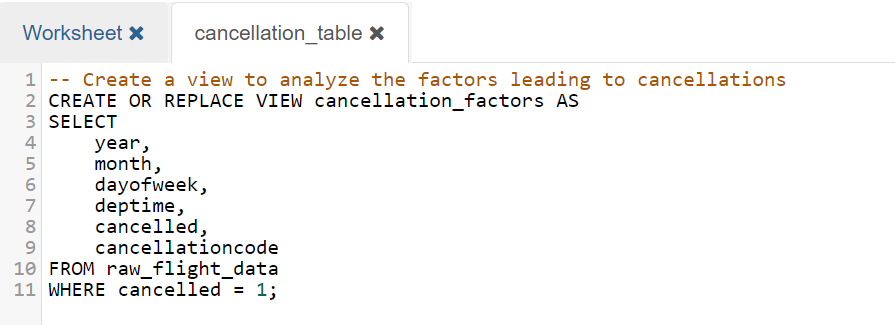 Worksheet ✖ cancellation_table ✖
1 -- Create a view to analyze the factors leading to cancellations
2 CREATE OR REPLACE VIEW cancellation_factors AS
3 SELECT
4     year,
5     month,
6     dayofweek,
7     deptime,
8     cancelled,
9     cancellationcode
10 FROM raw_flight_data
11 WHERE cancelled = 1;